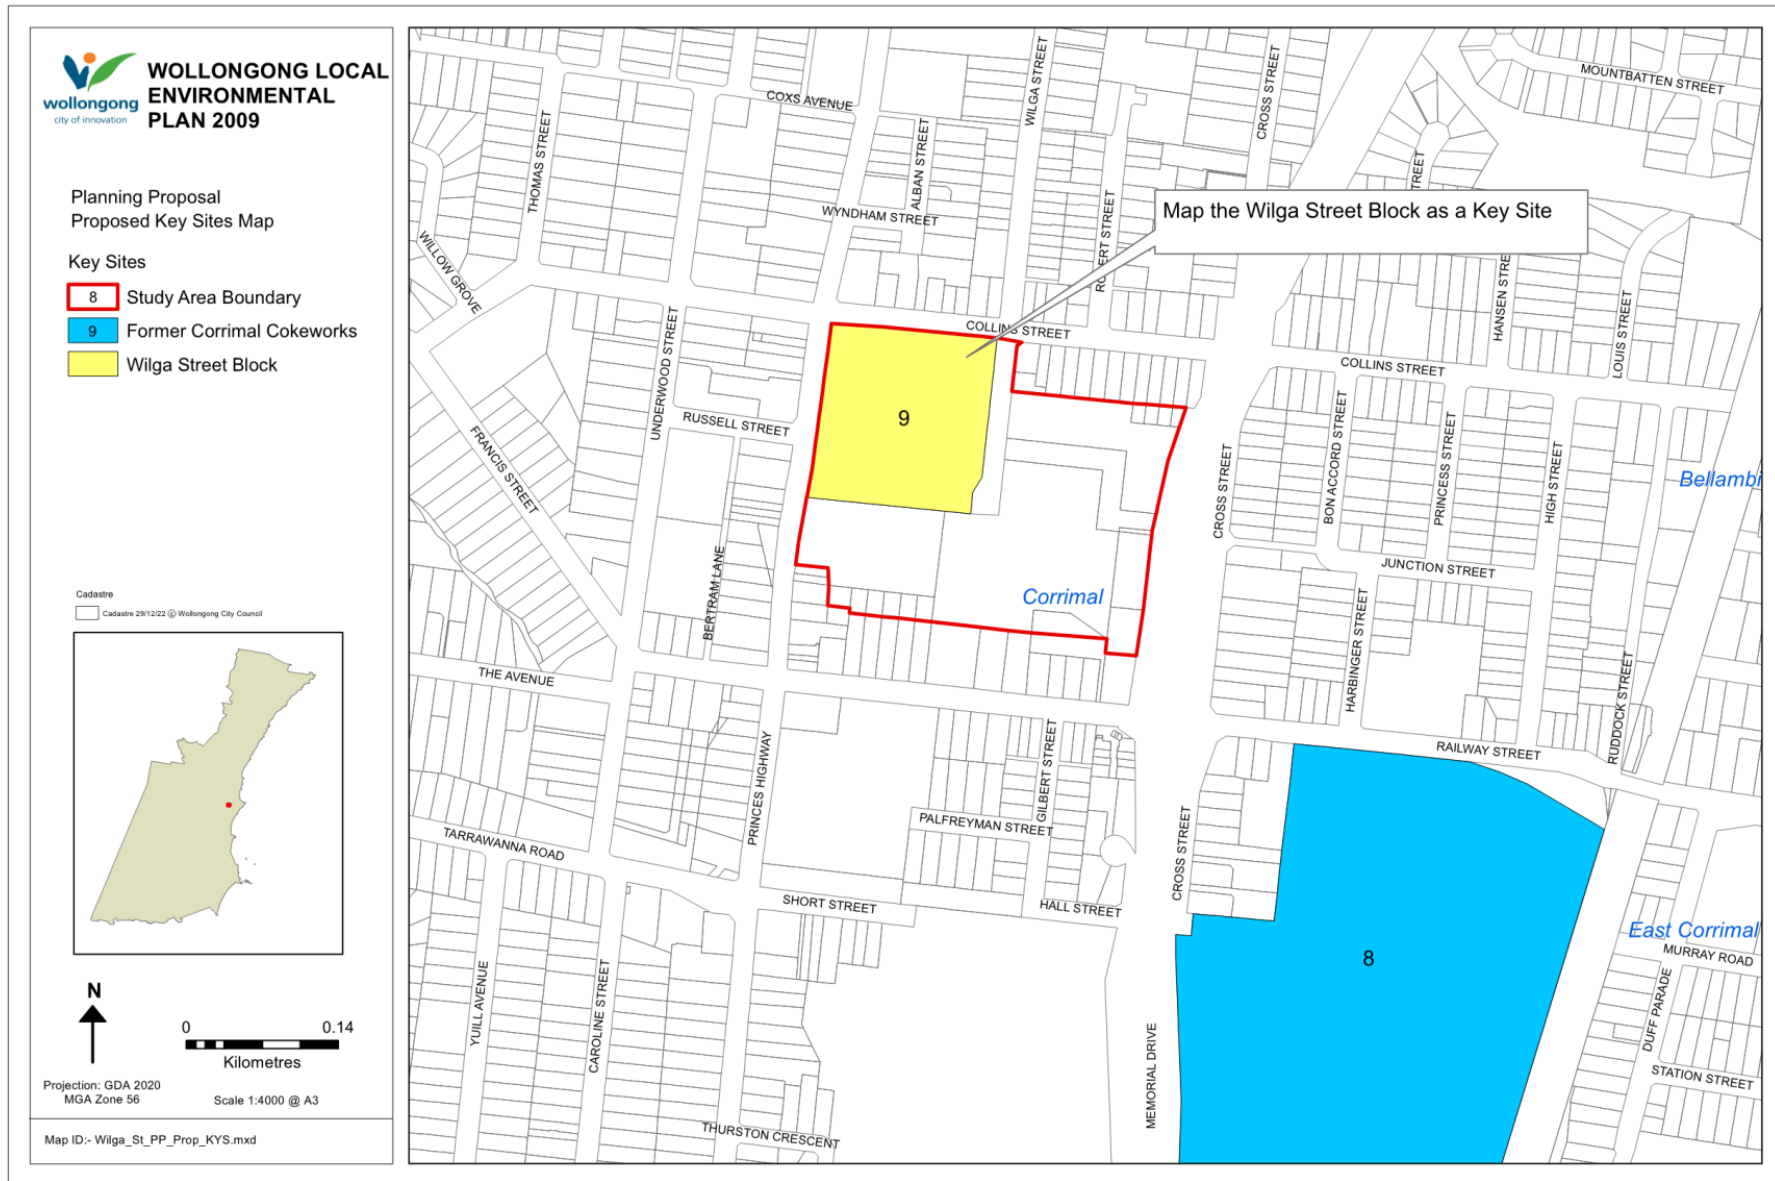 wollongong
city of innovation
WOLLONGONG LOCAL
ENVIRONMENTAL
PLAN 2009
Planning Proposal
Proposed Key Sites Map
Key Sites
8 Study Area Boundary
9 Former Corrimal Cokeworks
Wilga Street Block
Cadastre
Cadastre 29/12/22 © Wollongong City Council
N
0 0.14
Kilometres
Projection: GDA 2020
MGA Zone 56
Scale 1:4000 @ A3
Map ID:- Wilga_St_PP_Prop_KYS.mxd
MOUNTBATTEN STREET
COXS AVENUE
WILGA STREET
CROSS STREET
THOMAS STREET
ALBAN STREET
STREET
WYNDHAM STREET
ROBERT STREET
Map the Wilga Street Block as a Key Site
WILLOW GROVE
HANSEN STREET
LOUIS STREET
COLLINS STREET
UNDERWOOD STREET
COLLINS STREET
RUSSELL STREET
9
FRANCIS STREET
CROSS STREET
BON ACCORD STREET
PRINCESS STREET
HIGH STREET
Bellambi
JUNCTION STREET
BERTRAM LANE
Corrimal
HARBINGER STREET
THE AVENUE
RUDDOCK STREET
RAILWAY STREET
PRINCES HIGHWAY
GILBERT STREET
PALFREYMAN STREET
TARRAWANNA ROAD
CROSS STREET
SHORT STREET
HALL STREET
8
East Corrimal
MURRAY ROAD
YUILL AVENUE
CAROLINE STREET
DUFF PARADE
MEMORIAL DRIVE
STATION STREET
THURSTON CRESCENT